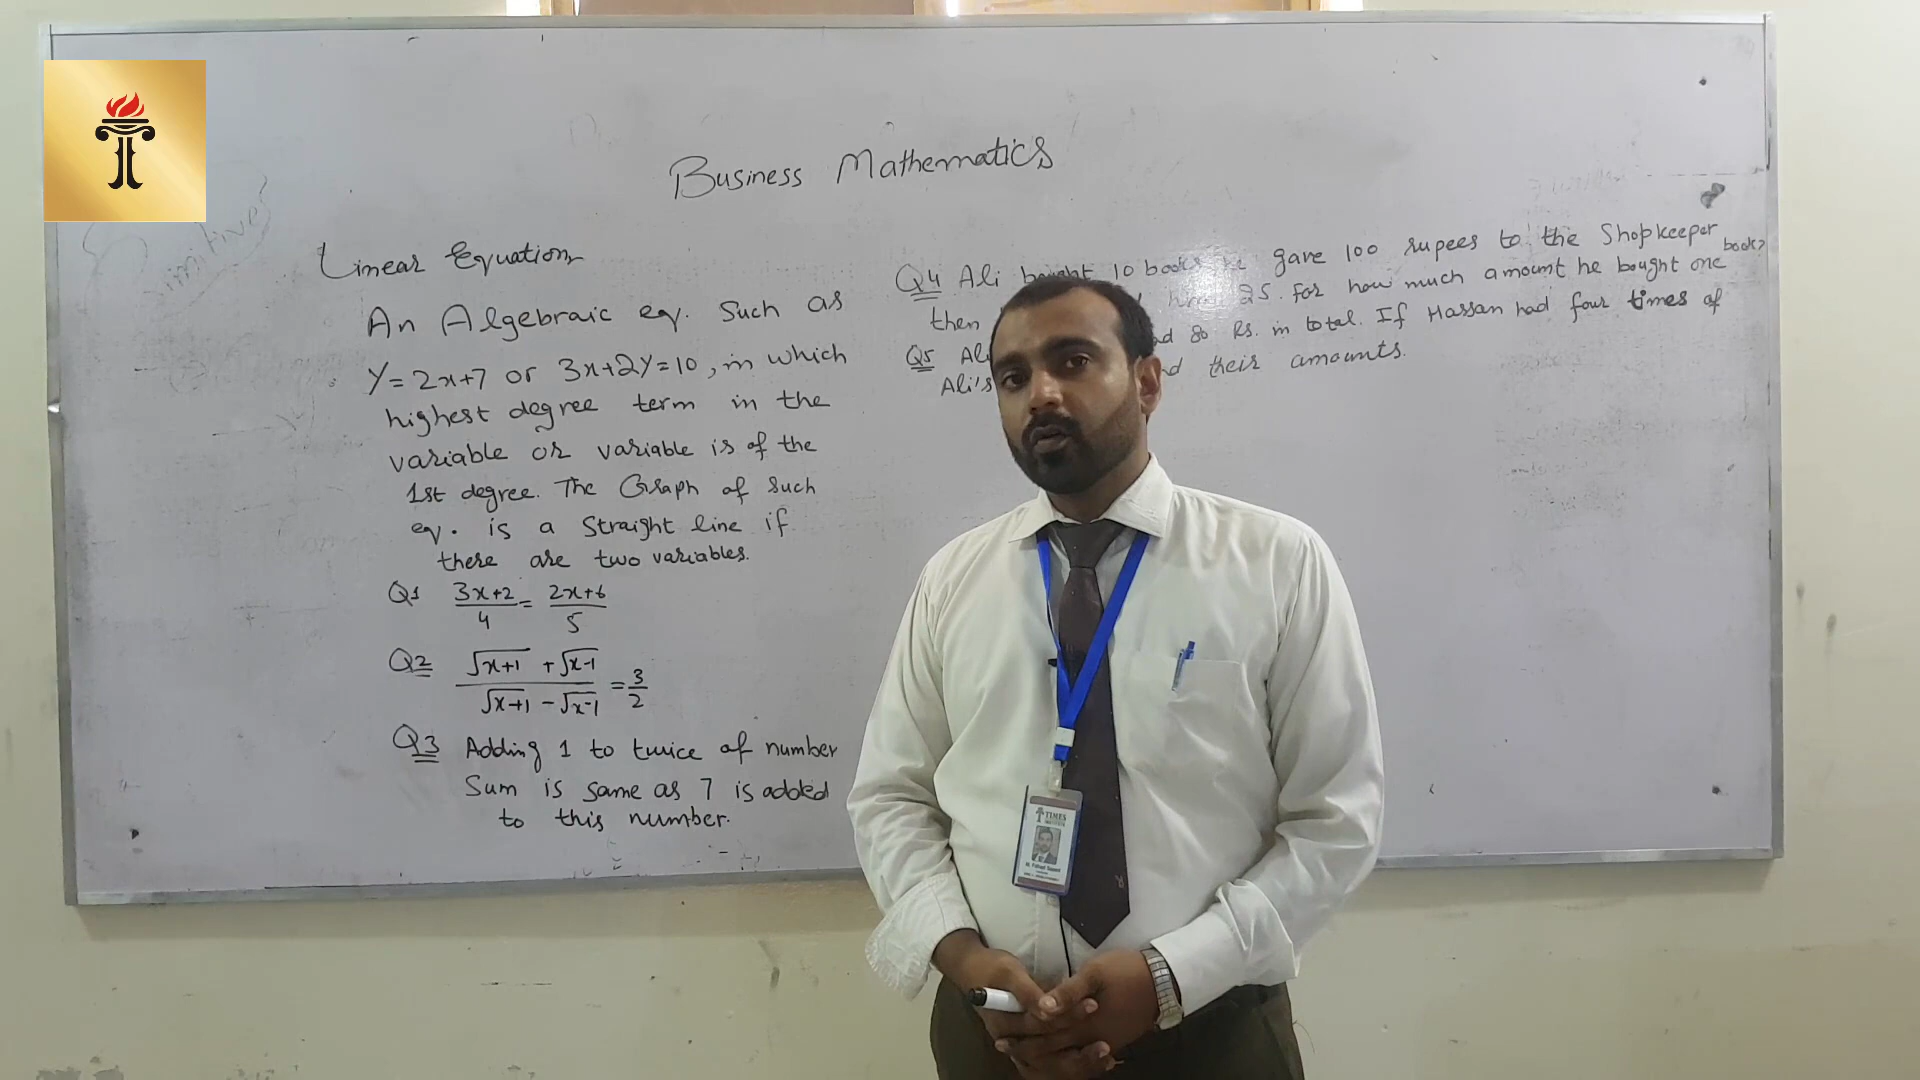 Business Mathematics
Linear Equation
An Algebraic eq. Such as
Y=2x+7 or 3x+2Y=10, in which
highest degree term in the
variable or variable is of the
1st degree. The Graph of such
eq. is a straight line if
there are two variables.
Q1 3x+2/4 = 2x+6/5
Q2 √x+1 + √x-1 / √x+1 - √x-1 = 3/2
Q3 Adding 1 to twice of number
Sum is same as 7 is added
to this number.
Q4 Ali bought 10 books he gave 100 rupees to the Shopkeeper
then 25. For how much amount he bought one book?
Q5 80 Rs. in total. If Hassan had four times of
Ali's their amounts.
TIMES
INSTITUTE